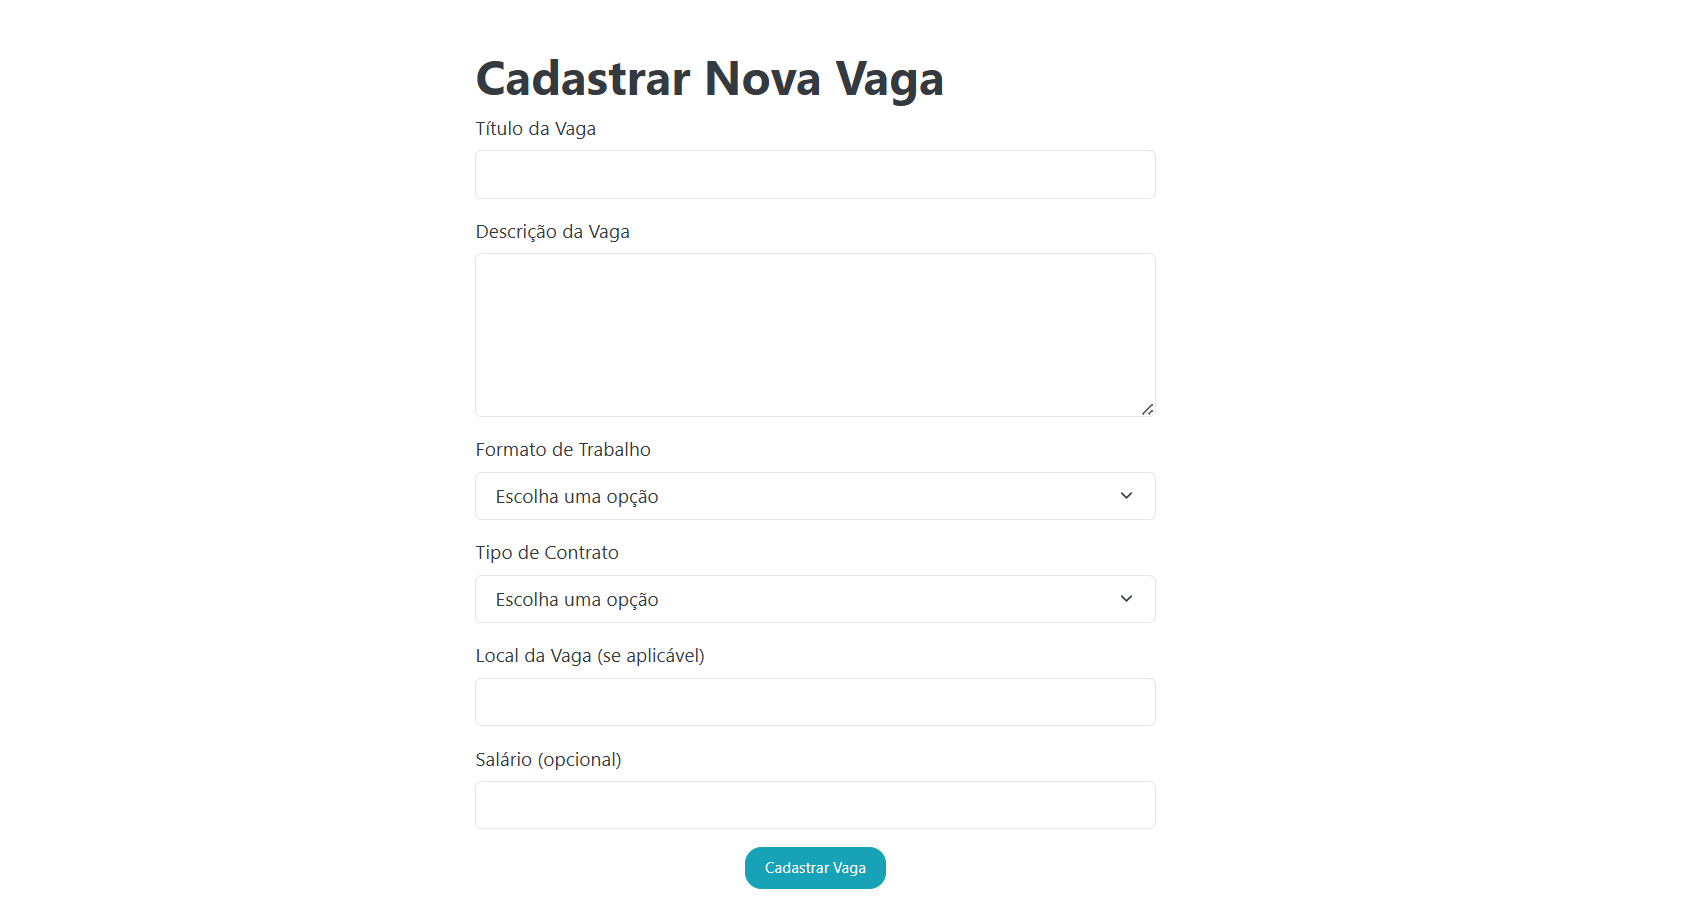 Cadastrar Nova Vaga
Título da Vaga
Descrição da Vaga
Formato de Trabalho
Escolha uma opção
Tipo de Contrato
Escolha uma opção
Local da Vaga (se aplicável)
Salário (opcional)
Cadastrar Vaga